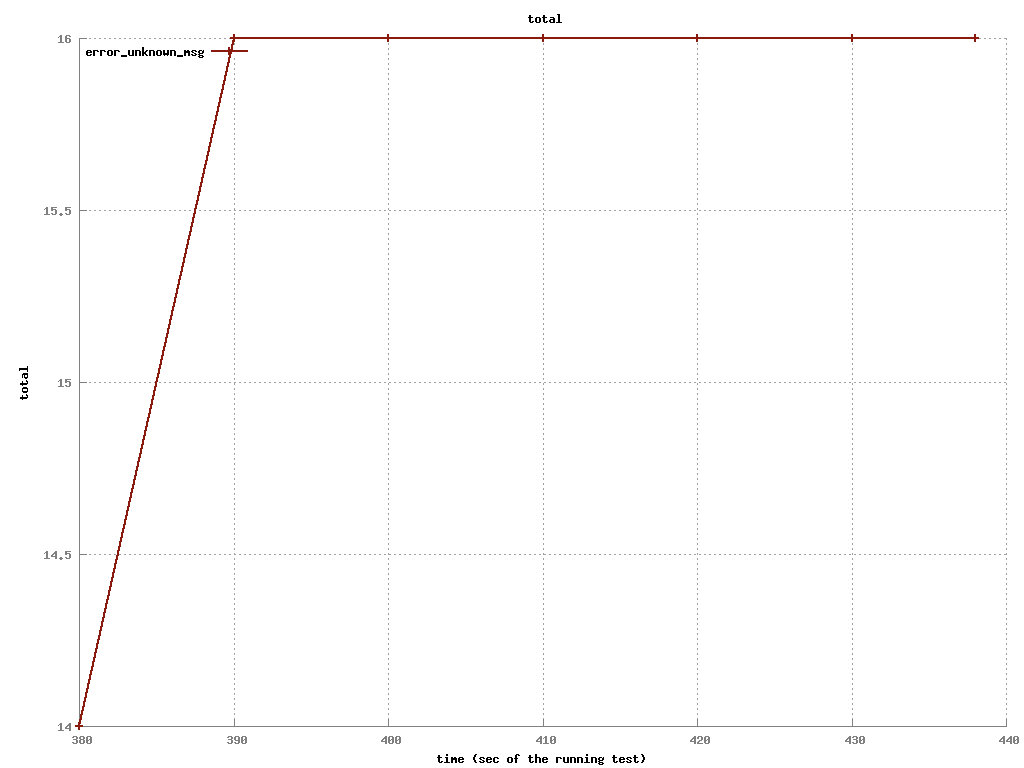 total
16
error_unknown_msg
15.5
15
total
14.5
14
380 390 400 410 420 430 440
time (sec of the running test)